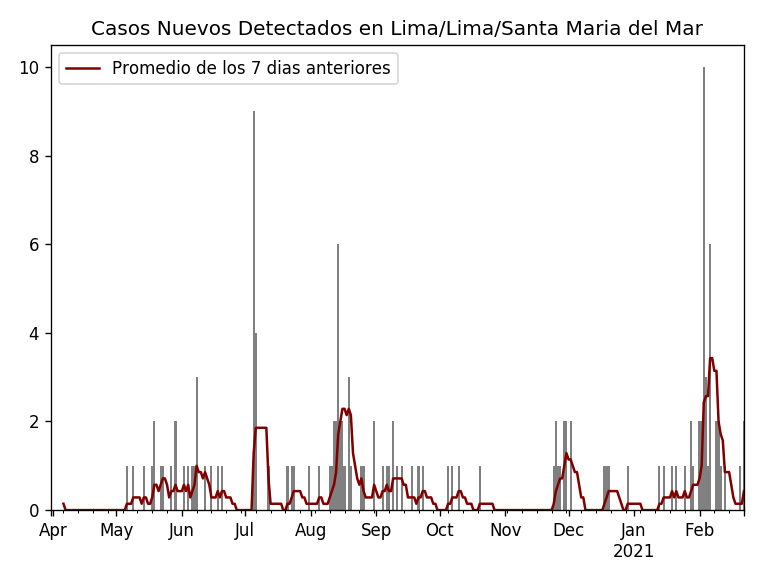 Casos Nuevos Detectados en Lima/Lima/Santa Maria del Mar
Promedio de los 7 dias anteriores
10
8
6
4
2
0
Apr May Jun Jul Aug Sep Oct Nov Dec Jan Feb
2021